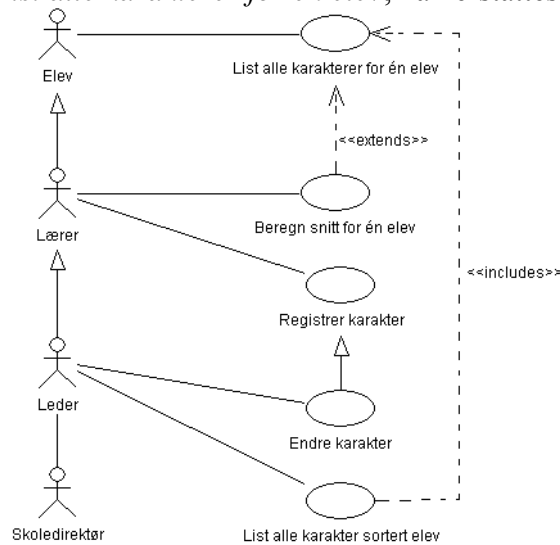 Elev
List alle karakterer for én elev
<<extends>>
Lærer
Beregn snitt for én elev
<<includes>>
Registrer karakter
Leder
Endre karakter
Skoledirektør
List alle karakter sortert elev